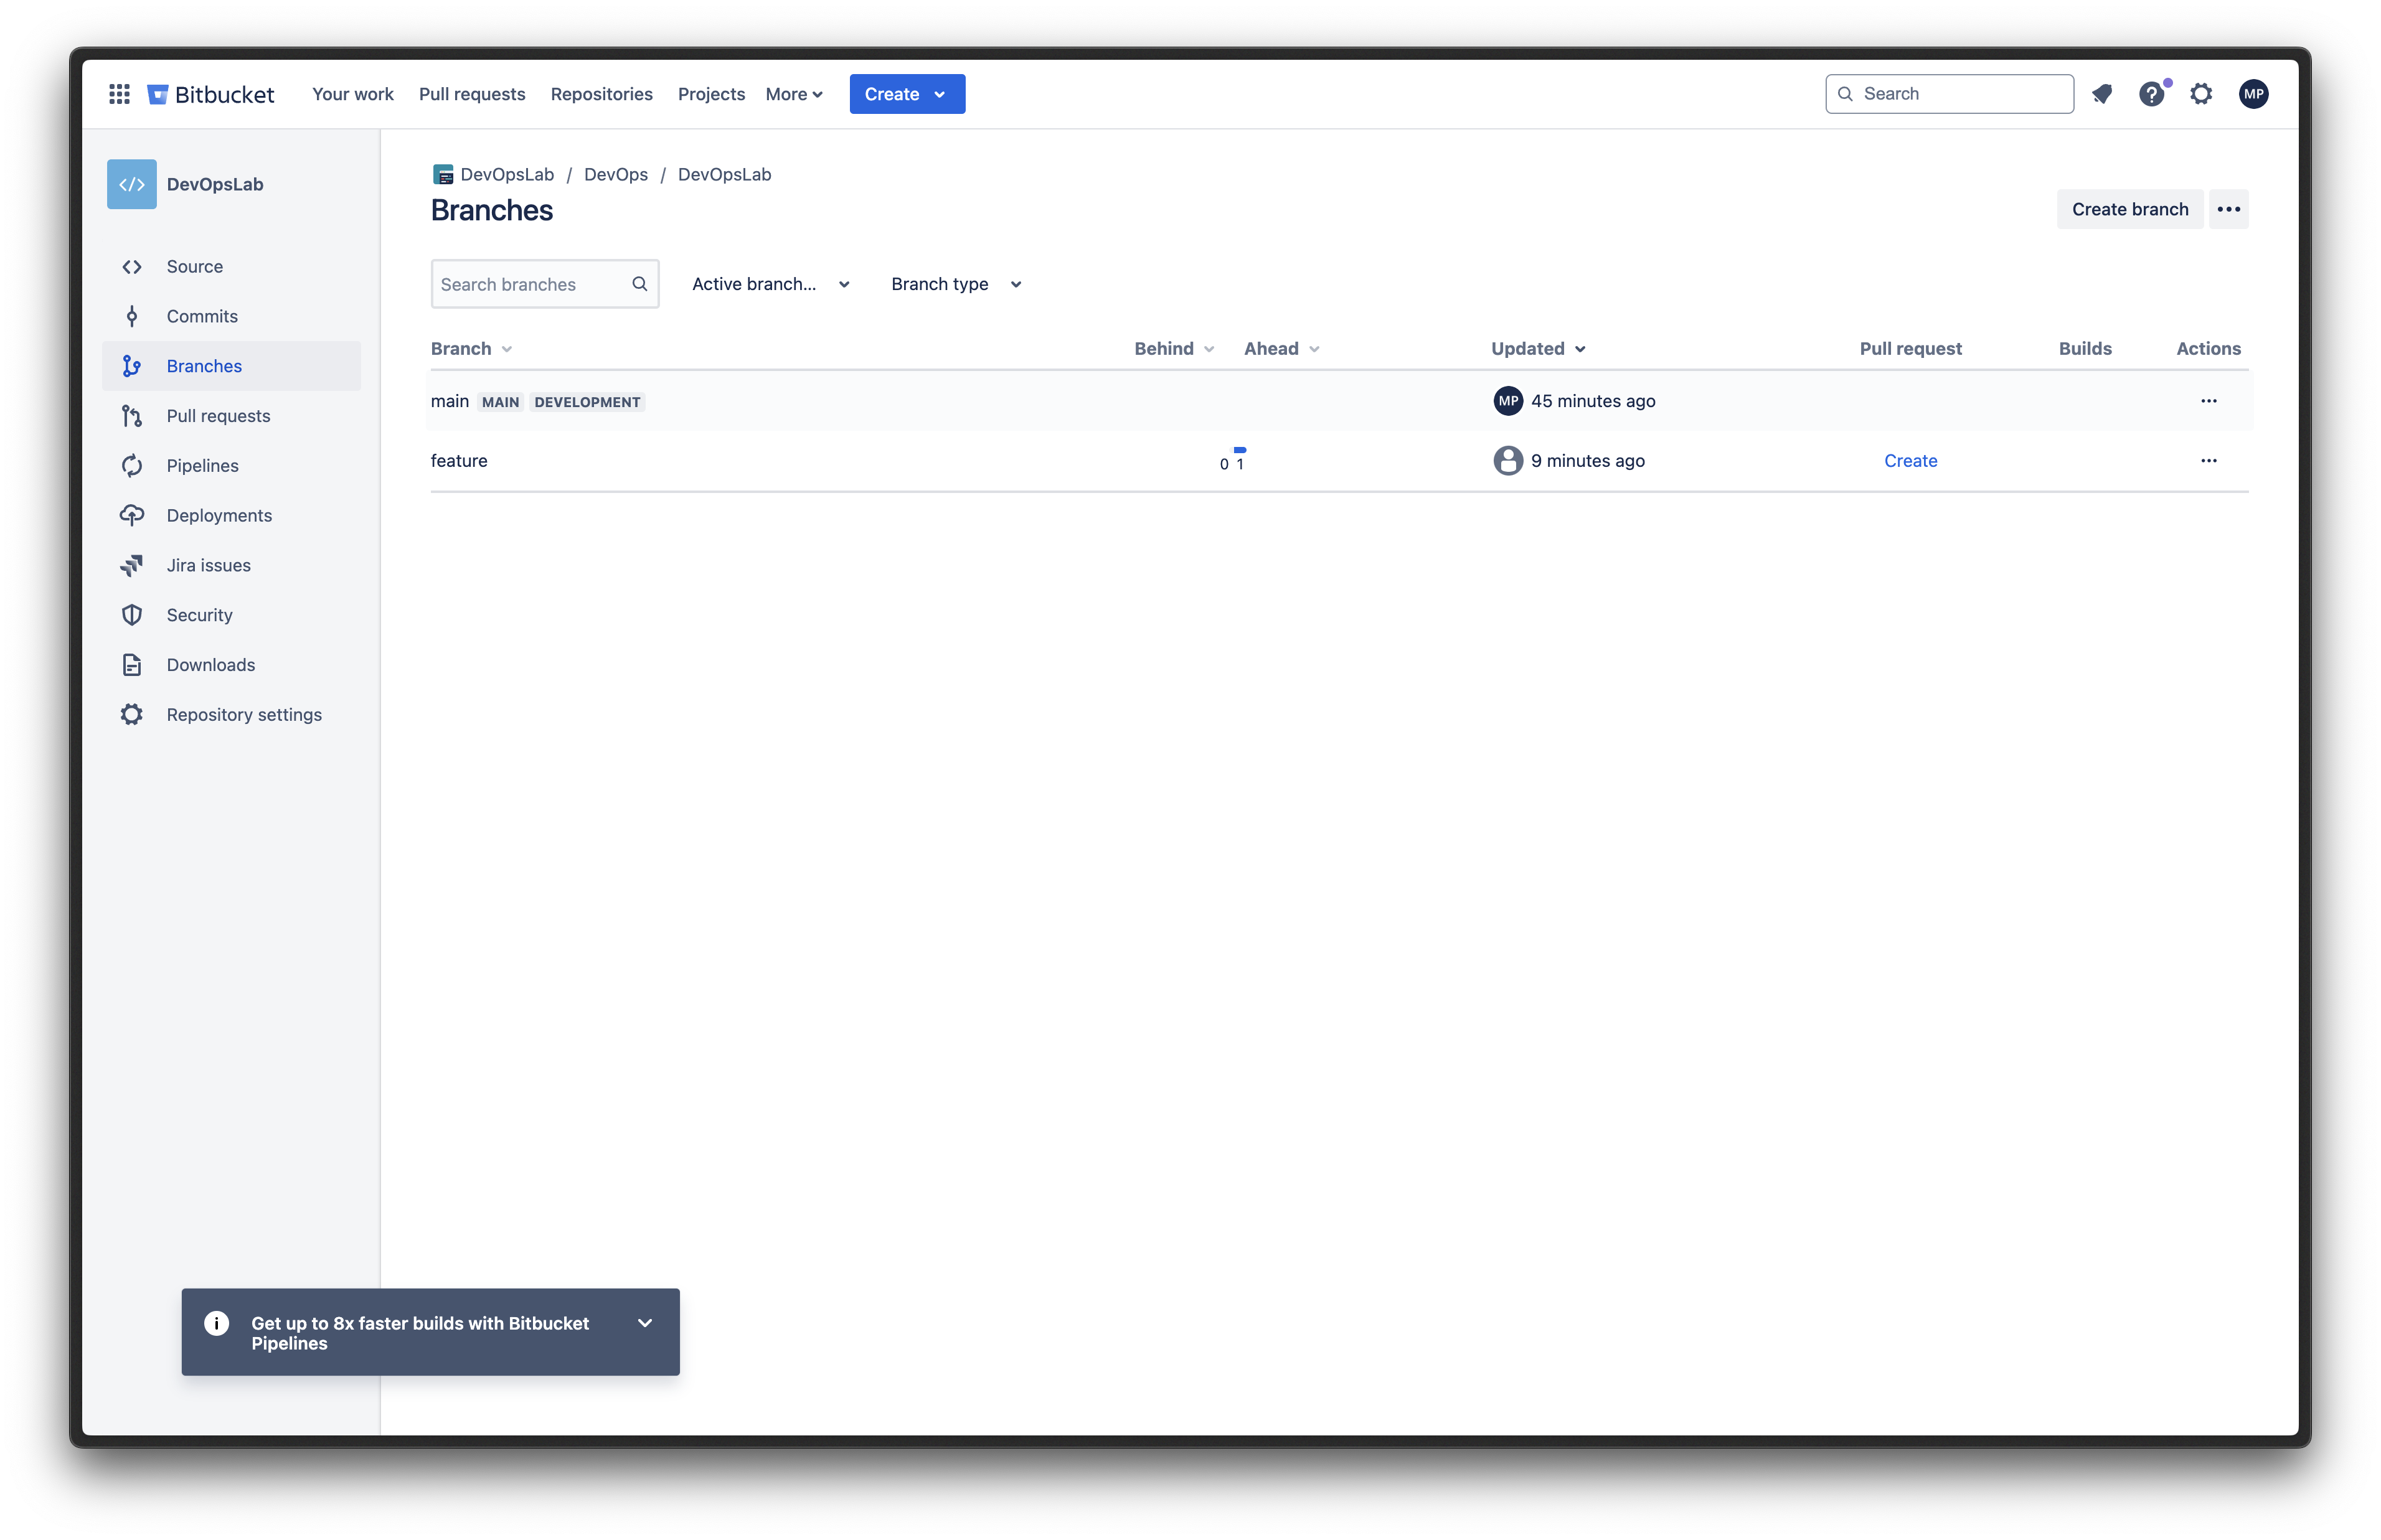 Bitbucket
Your work
Pull requests
Repositories
Projects
More
Create
Search
MP
</> DevOpsLab
Source
Commits
Branches
Pull requests
Pipelines
Deployments
Jira issues
Security
Downloads
Repository settings
DevOpsLab / DevOps / DevOpsLab
Branches
Create branch
Search branches
Active branch...
Branch type
Branch Behind Ahead Updated Pull request Builds Actions
main MAIN DEVELOPMENT MP 45 minutes ago
feature 0 1 9 minutes ago Create
Get up to 8x faster builds with Bitbucket
Pipelines